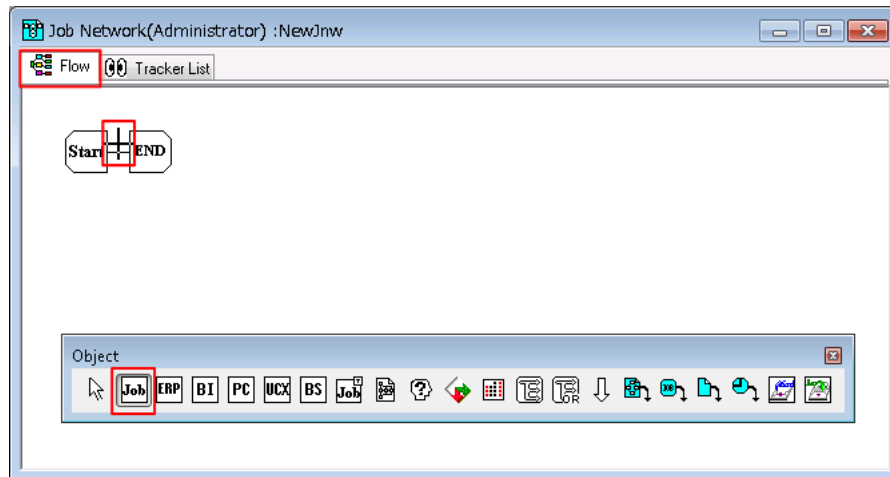 Job Network(Administrator) :NewJnw
Flow Tracker List
Start END
Object
Job ERP BI PC UCX BS Job